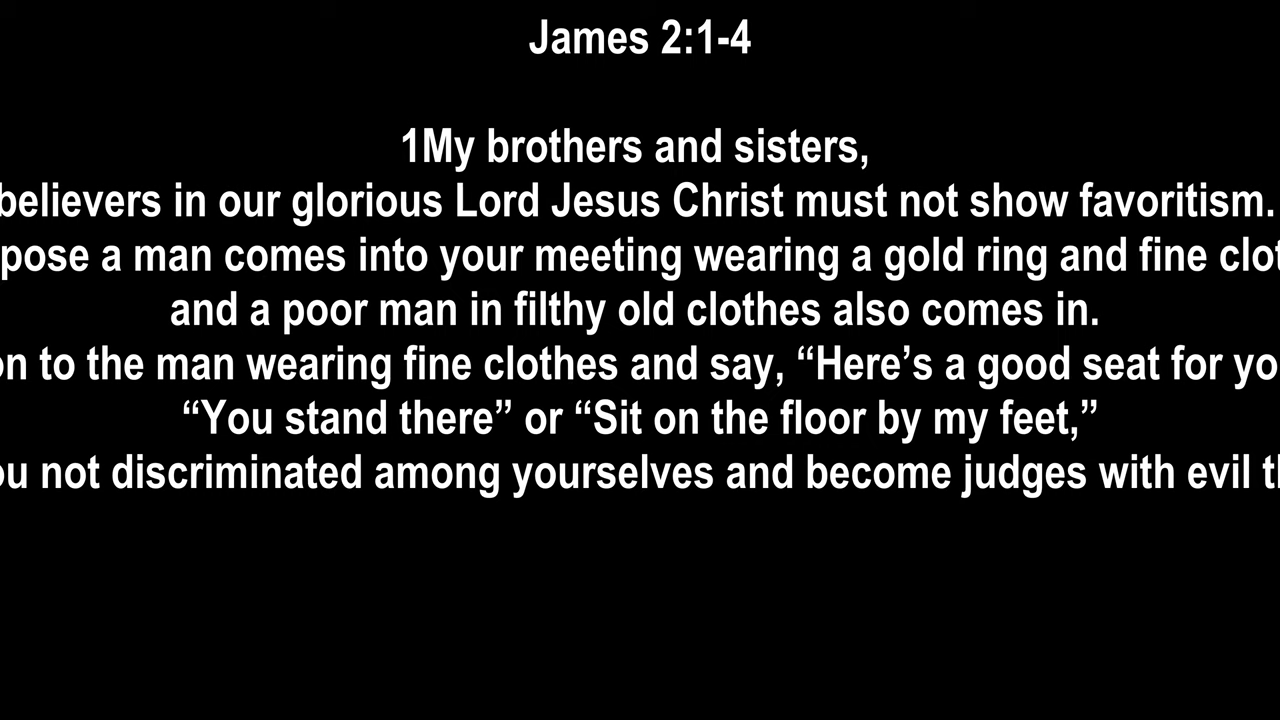 James 2:1-4
1My brothers and sisters,
believers in our glorious Lord Jesus Christ must not show favoritism.
pose a man comes into your meeting wearing a gold ring and fine clot
and a poor man in filthy old clothes also comes in.
on to the man wearing fine clothes and say, “Here’s a good seat for yo
“You stand there” or “Sit on the floor by my feet,”
ou not discriminated among yourselves and become judges with evil th